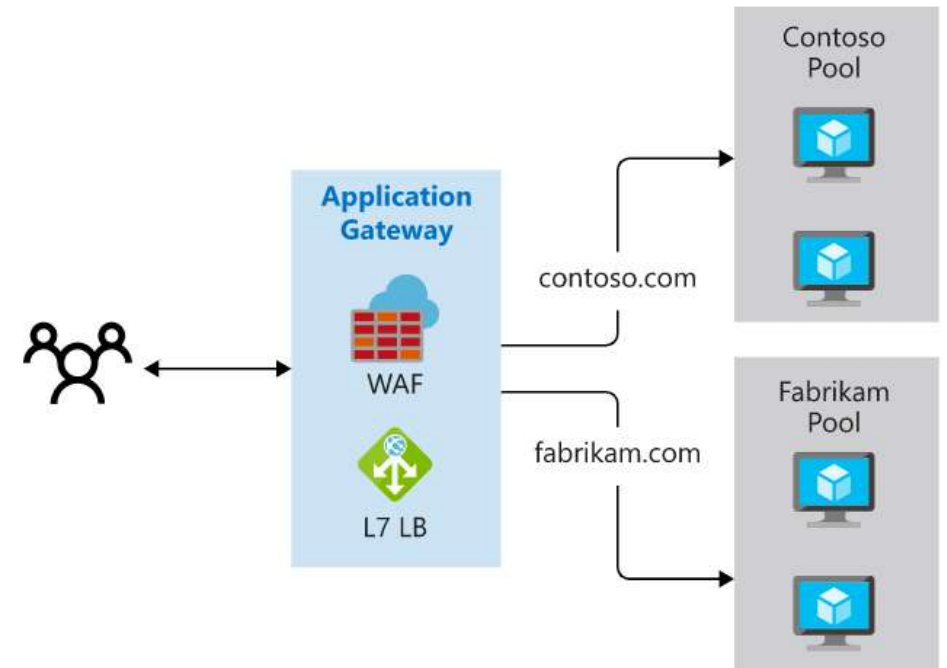 Application
Gateway
WAF
L7 LB
contoso.com
fabrikam.com
Contoso
Pool
Fabrikam
Pool